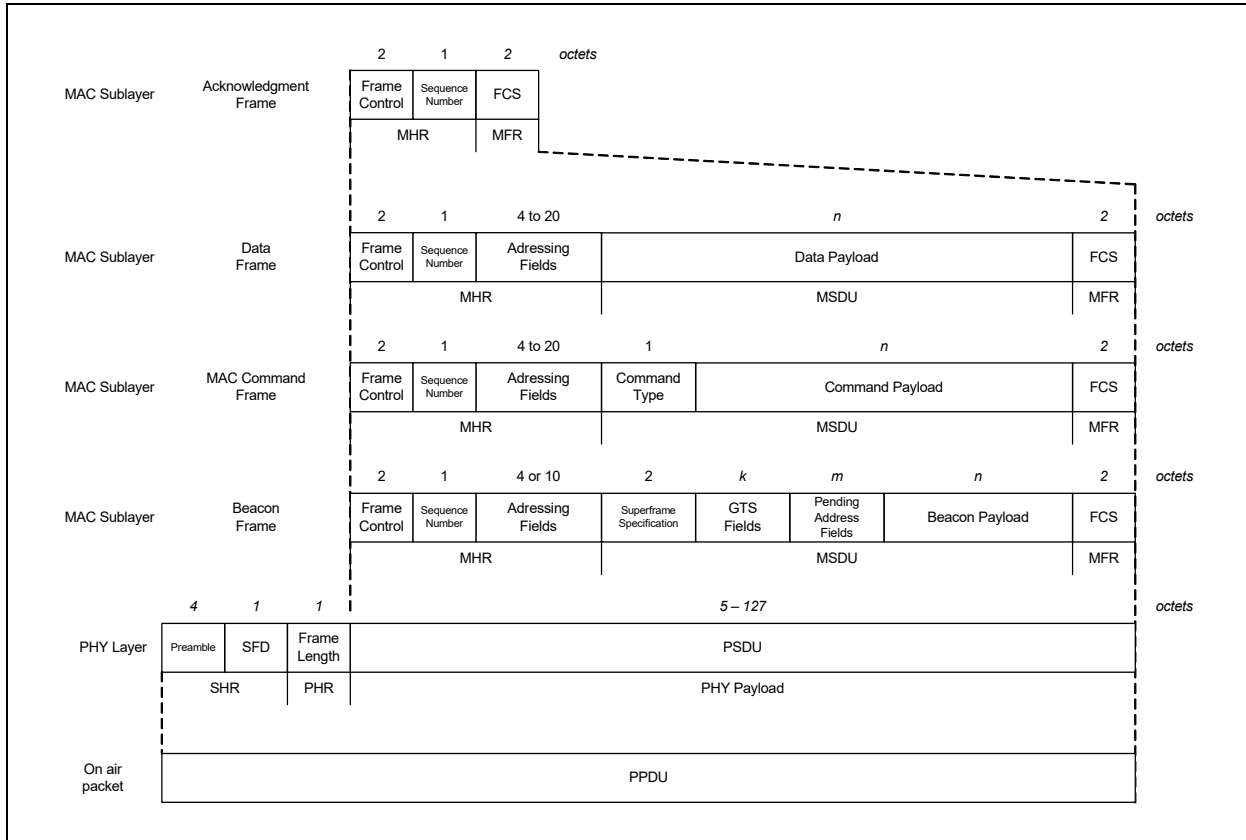 2 1 2 octets
MAC Sublayer Acknowledgment Frame Frame Control Sequence Number FCS
MHR MFR
2 1 4 to 20 n 2 octets
MAC Sublayer Data Frame Frame Control Sequence Number Adressing Fields Data Payload FCS
MHR MSDU MFR
2 1 4 to 20 1 n 2 octets
MAC Sublayer MAC Command Frame Frame Control Sequence Number Adressing Fields Command Type Command Payload FCS
MHR MSDU MFR
2 1 4 or 10 2 k m n 2 octets
MAC Sublayer Beacon Frame Frame Control Sequence Number Adressing Fields Superframe Specification GTS Fields Pending Address Fields Beacon Payload FCS
MHR MSDU MFR
4 1 1 5 – 127 octets
PHY Layer Preamble SFD Frame Length PSDU
SHR PHR PHY Payload
On air packet PPDU